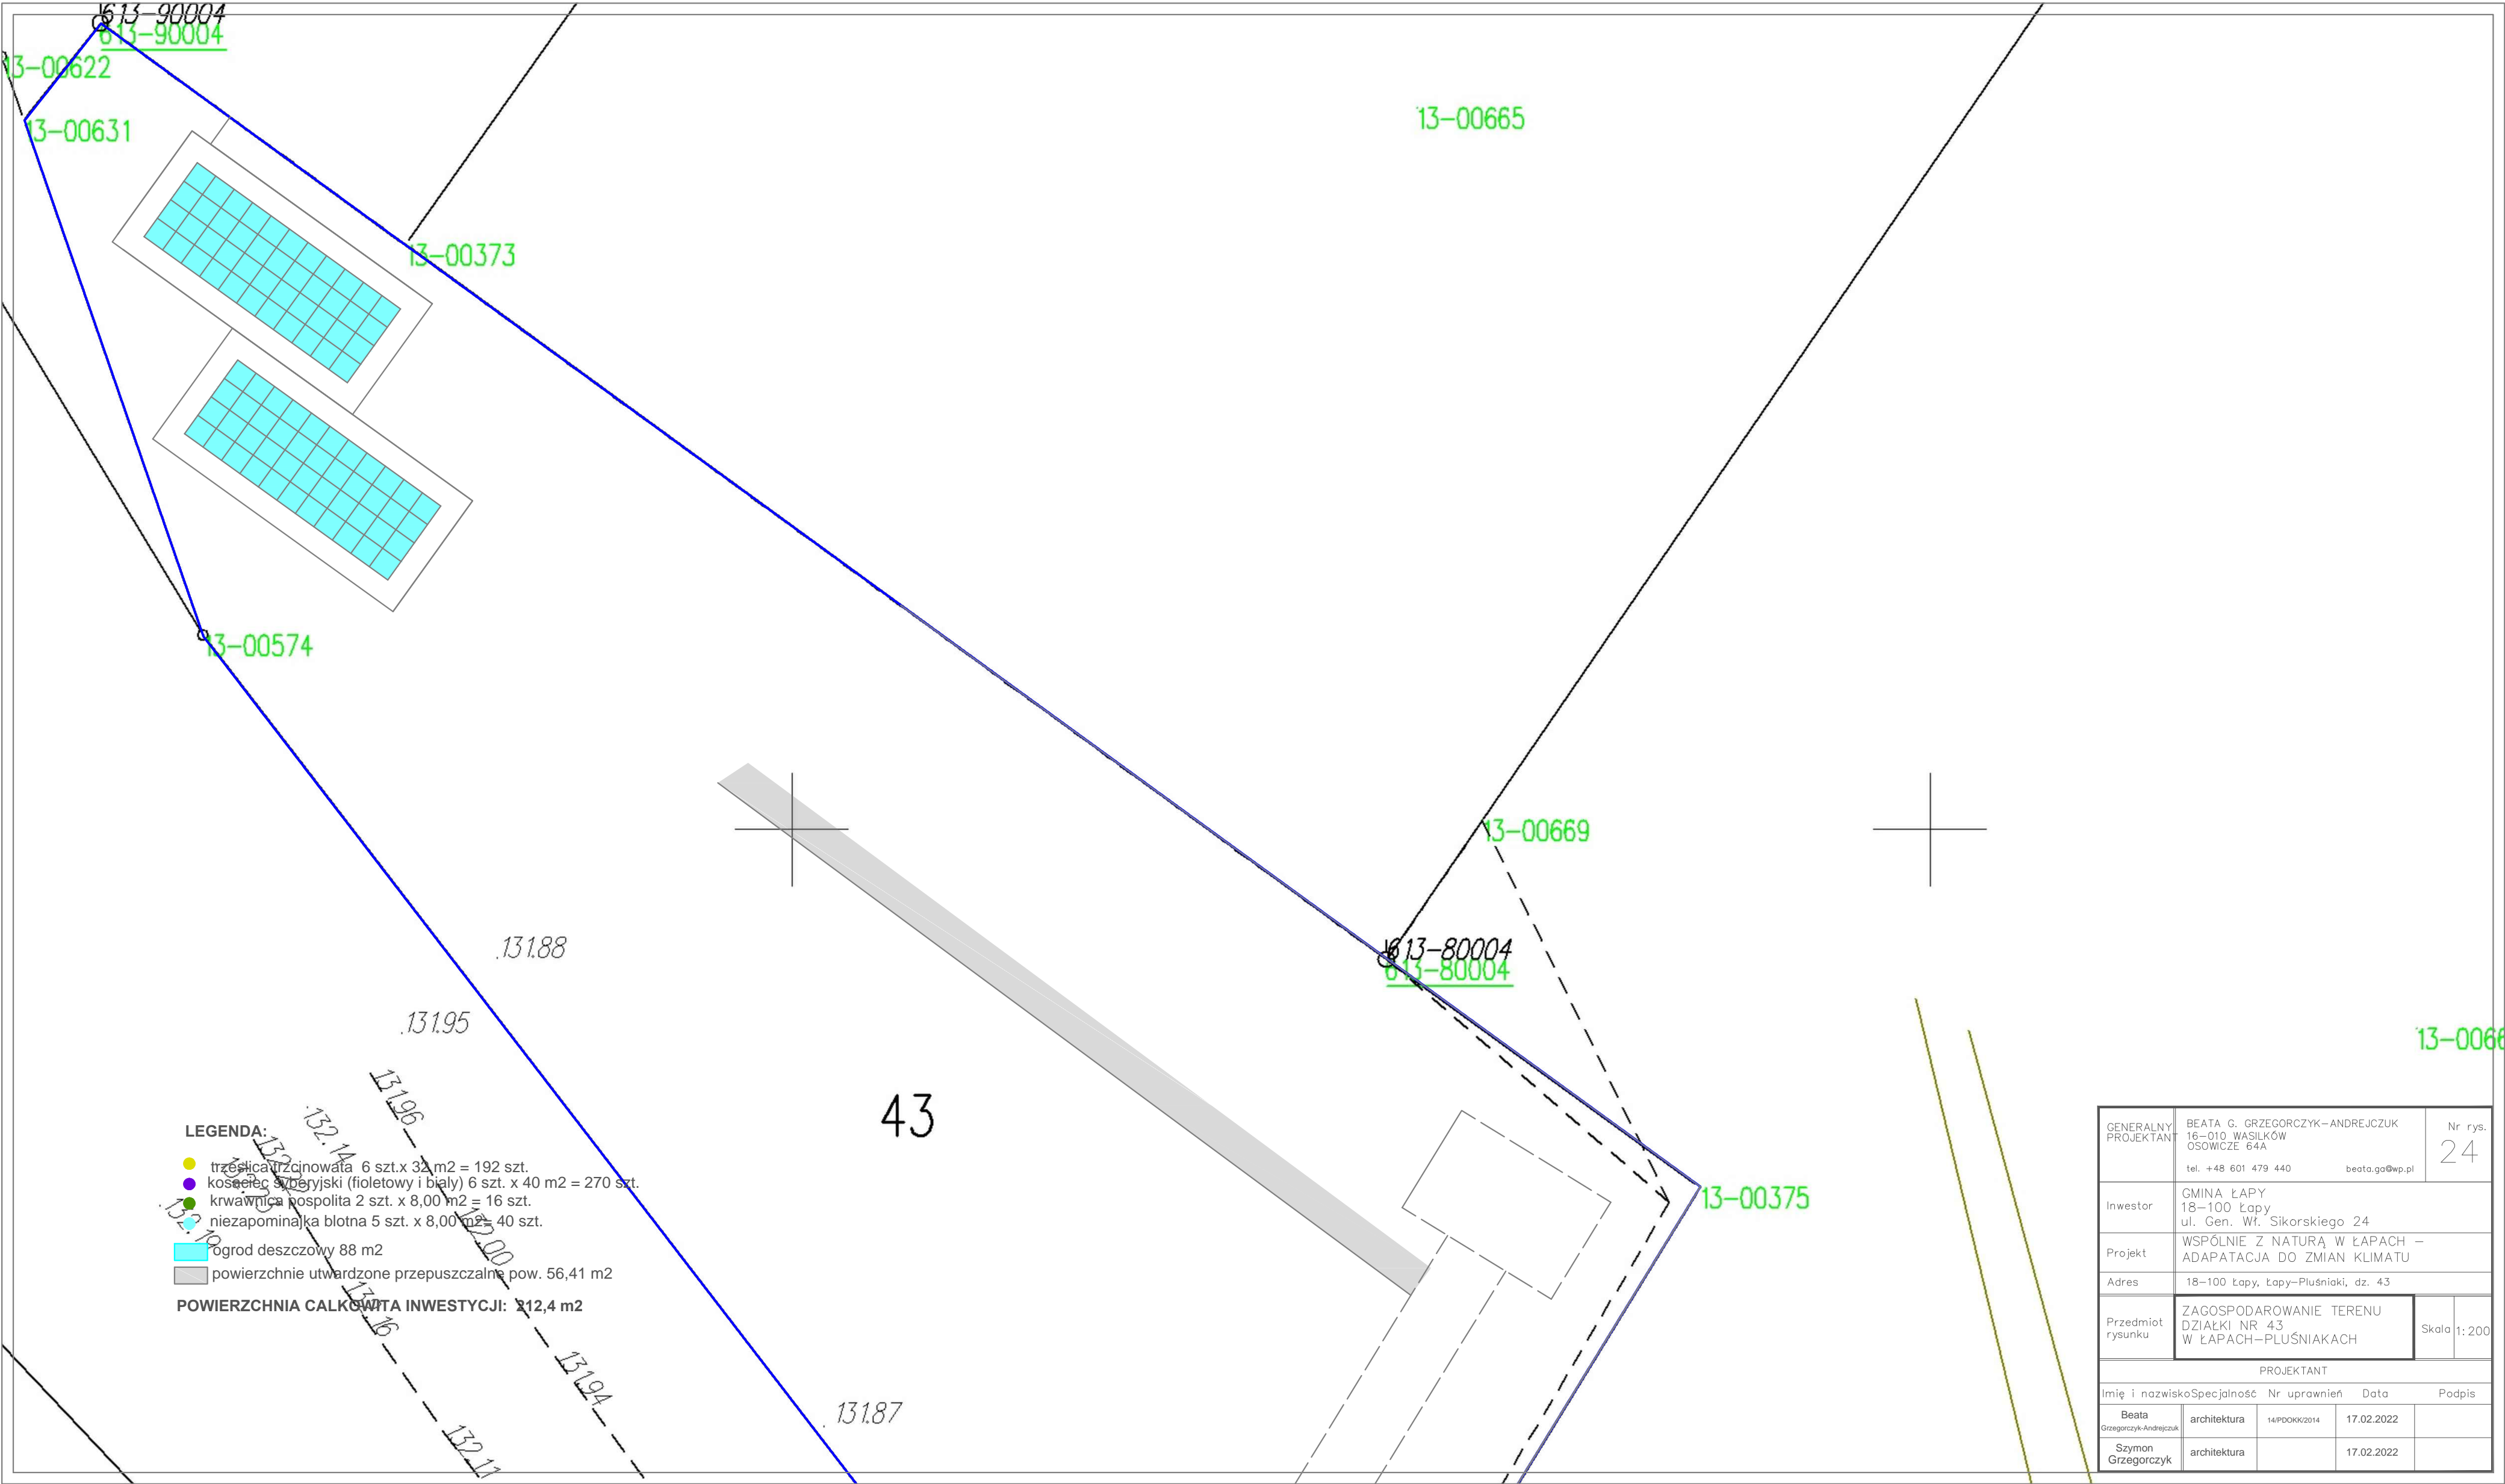 613-90004
613-90004
13-00622
13-00631
13-00665
13-00373
13-00574
13-00669
613-80004
613-80004
131.88
131.95
13-0066
131.96
132.14
43
13-00375
LEGENDA:
trzęślica trzcinowata 6 szt.x 32 m2 = 192 szt.
kosaciec syberyjski (fioletowy i bialy) 6 szt. x 40 m2 = 270 szt.
krwawnica pospolita 2 szt. x 8,00 m2 = 16 szt.
niezapominajka blotna 5 szt. x 8,00 m2= 40 szt.
132.19
132.00
ogrod deszczowy 88 m2
powierzchnie utwardzone przepuszczalne pow. 56,41 m2
POWIERZCHNIA CALKOWITA INWESTYCJI: 212,4 m2
132.16
131.94
131.87
132.11
GENERALNY PROJEKTANT
BEATA G. GRZEGORCZYK-ANDREJCZUK
16-010 WASILKÓW
OSOWICZE 64A
tel. +48 601 479 440 beata.ga@wp.pl
Nr rys.
24
Inwestor
GMINA ŁAPY
18-100 Łapy
ul. Gen. Wł. Sikorskiego 24
Projekt
WSPÓLNIE Z NATURĄ W ŁAPACH –
ADAPATACJA DO ZMIAN KLIMATU
Adres 18-100 Łapy, Łapy-Pluśniaki, dz. 43
Przedmiot rysunku
ZAGOSPODAROWANIE TERENU
DZIAŁKI NR 43
W ŁAPACH-PLUŚNIAKACH
Skala 1:200
PROJEKTANT
Imię i nazwisko Specjalność Nr uprawnień Data Podpis
Beata Grzegorczyk-Andrejczuk architektura 14/PDOKK/2014 17.02.2022
Szymon Grzegorczyk architektura 17.02.2022